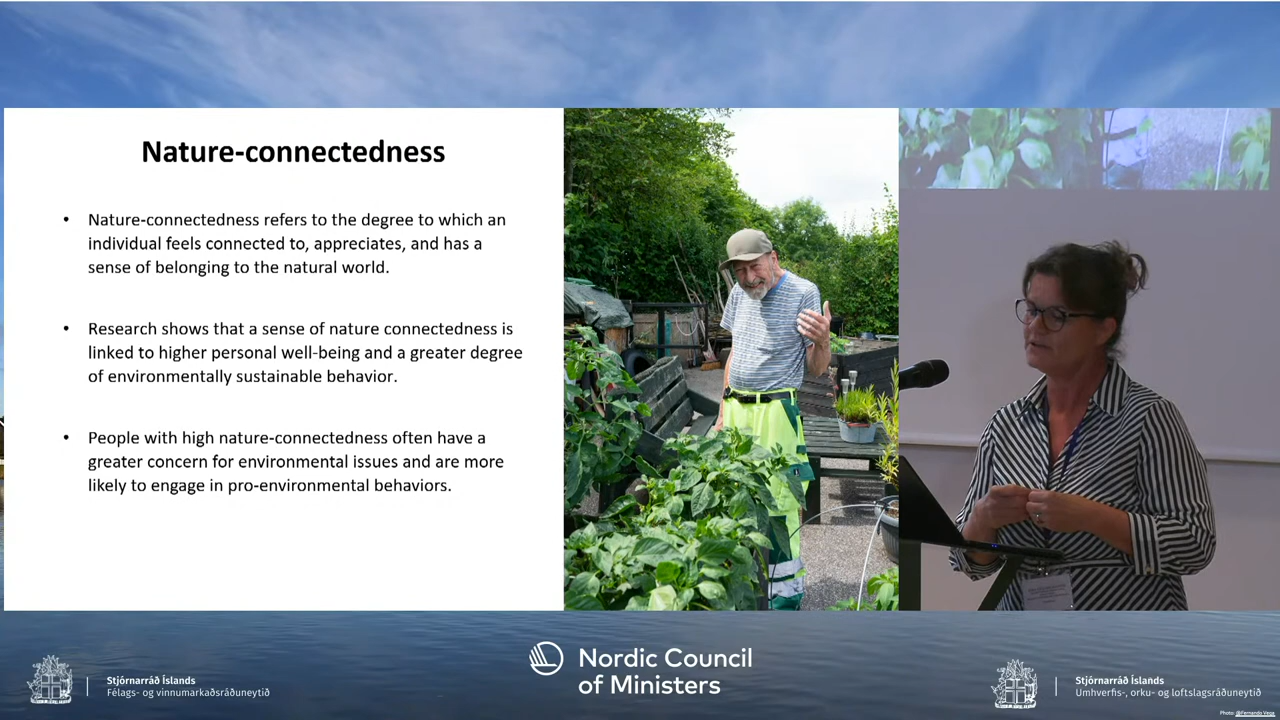 Nature-connectedness
• Nature-connectedness refers to the degree to which an
individual feels connected to, appreciates, and has a
sense of belonging to the natural world.
• Research shows that a sense of nature connectedness is
linked to higher personal well-being and a greater degree
of environmentally sustainable behavior.
• People with high nature-connectedness often have a
greater concern for environmental issues and are more
likely to engage in pro-environmental behaviors.
Stjórnarráð Íslands
Félags- og vinnumarkaðsráðuneytið
Nordic Council
of Ministers
Stjórnarráð Íslands
Umhverfis-, orku- og loftslagsráðuneytið
Photo: @Fernando Vega